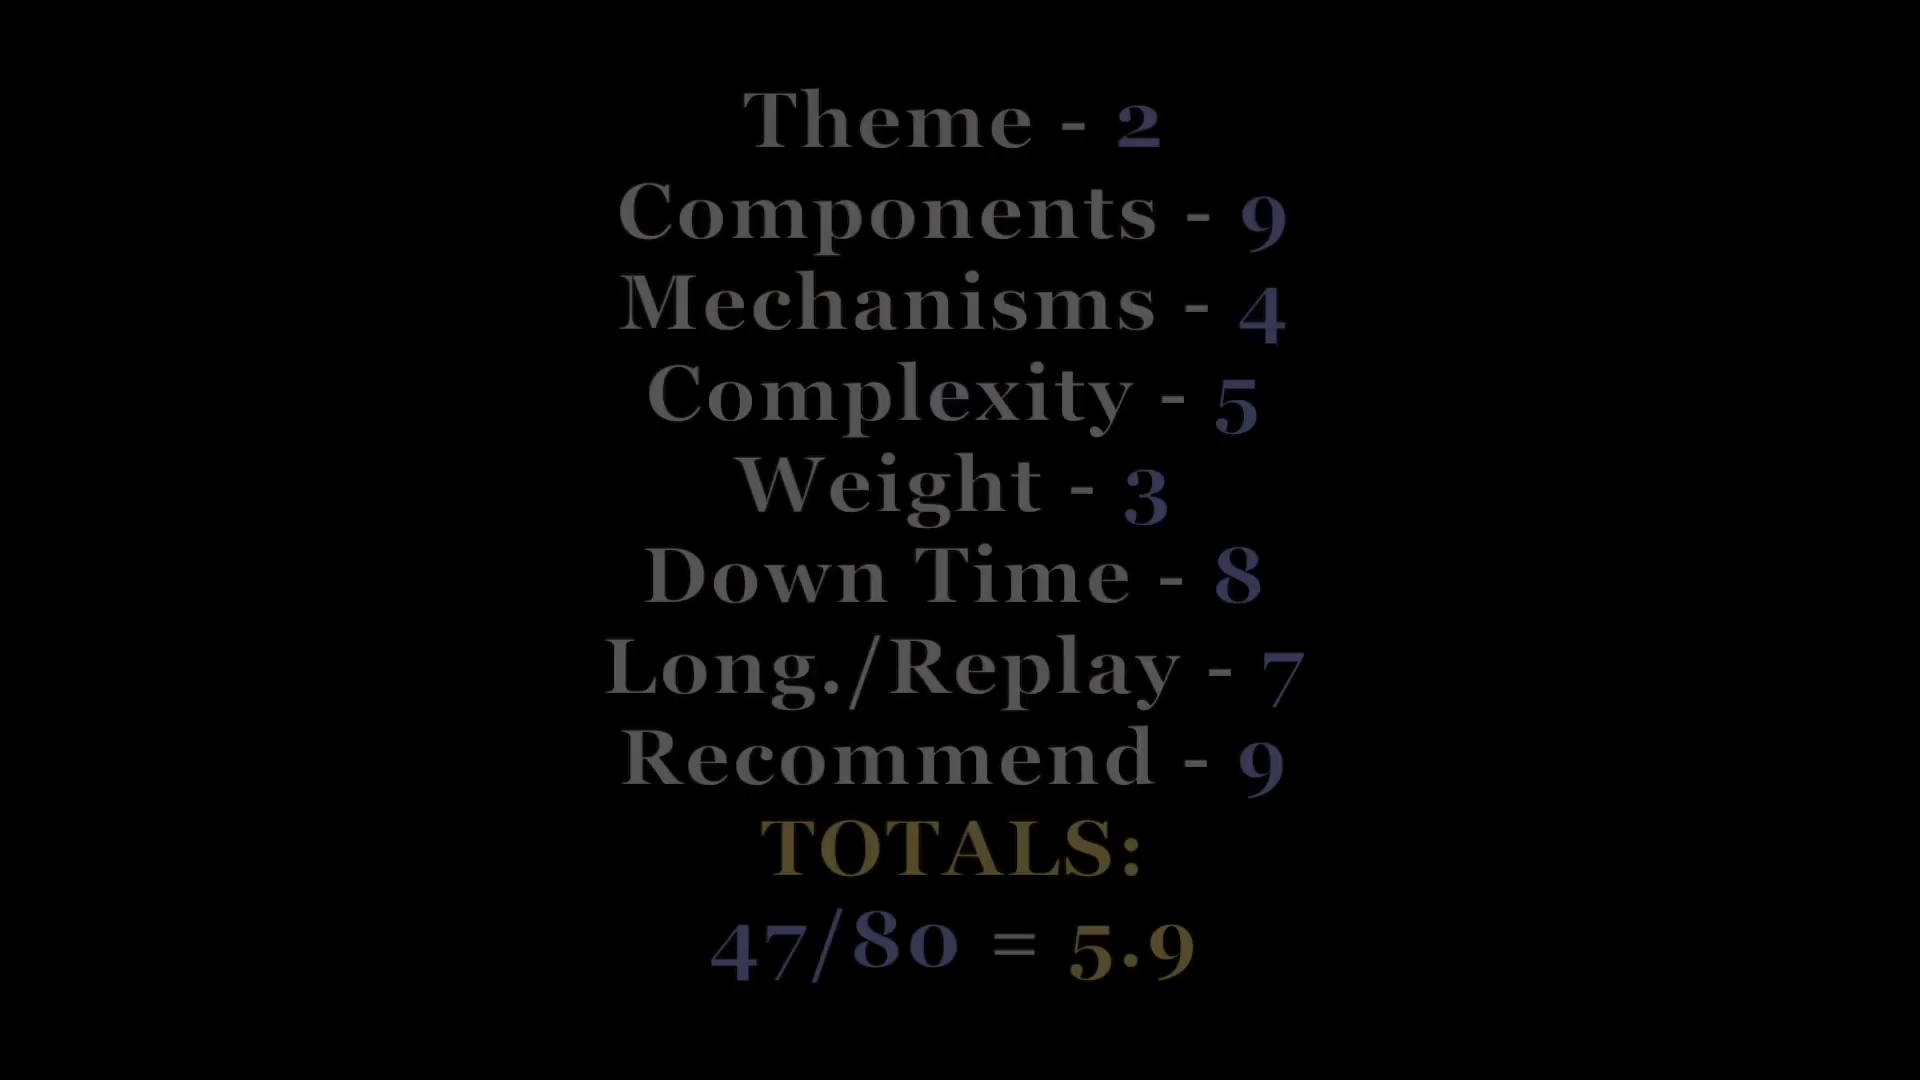 Theme - 2
Components - 9
Mechanisms - 4
Complexity - 5
Weight - 3
Down Time - 8
Long./Replay - 7
Recommend - 9
TOTALS:
47/80 = 5.9